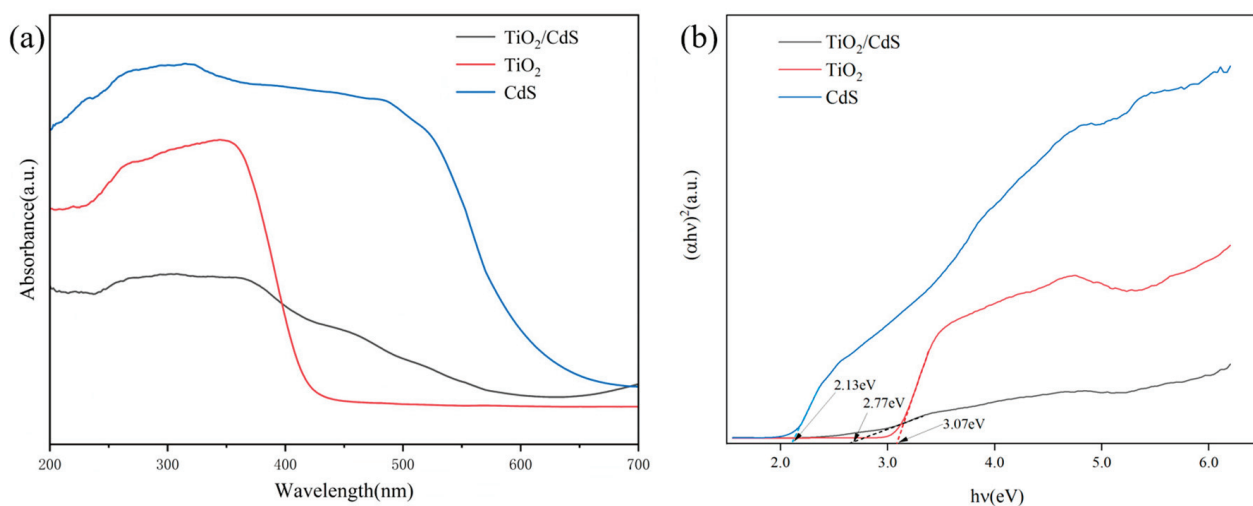 (a)
TiO₂/CdS
TiO₂
CdS
Absorbance(a.u.)
200 300 400 500 600 700
Wavelength(nm)
(b)
TiO₂/CdS
TiO₂
CdS
(αhν)²(a.u.)
2.13eV
2.77eV
3.07eV
2.0 3.0 4.0 5.0 6.0
hν(eV)